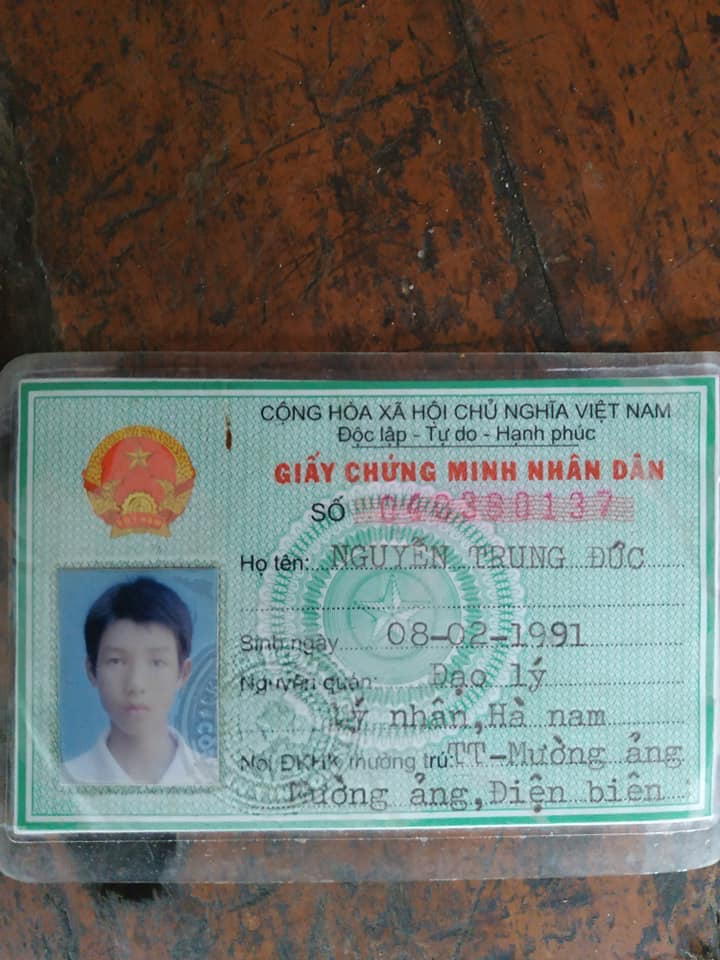 CỘNG HÒA XÃ HỘI CHỦ NGHĨA VIỆT NAM
Độc lập - Tự do - Hạnh phúc
GIẤY CHỨNG MINH NHÂN DÂN
SỐ
Họ tên: NGUYỄN TRUNG ĐỨC
Sinh ngày 08-02-1991
Nguyên quán: Đạo lý
Lý nhân, Hà nam
Nơi ĐKHK thường trú: TT-Mường ảng
Mường ảng, Điện biên
VIỆT NAM